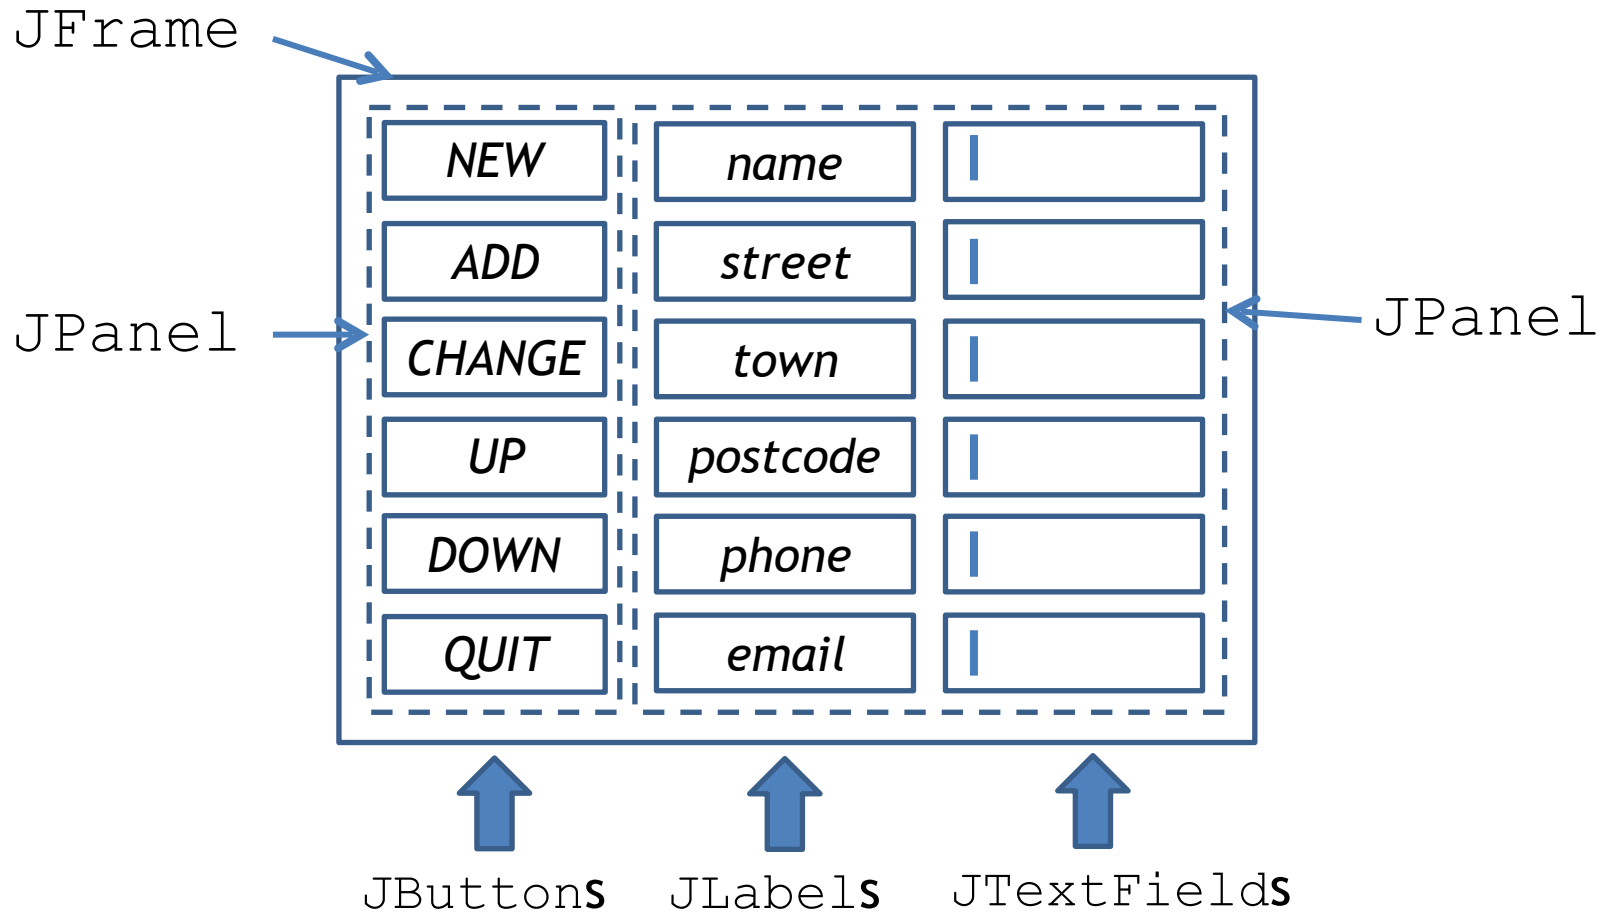 JFrame
NEW name
ADD street
JPanel CHANGE town JPanel
UP postcode
DOWN phone
QUIT email
JButtons JLabels JTextFields